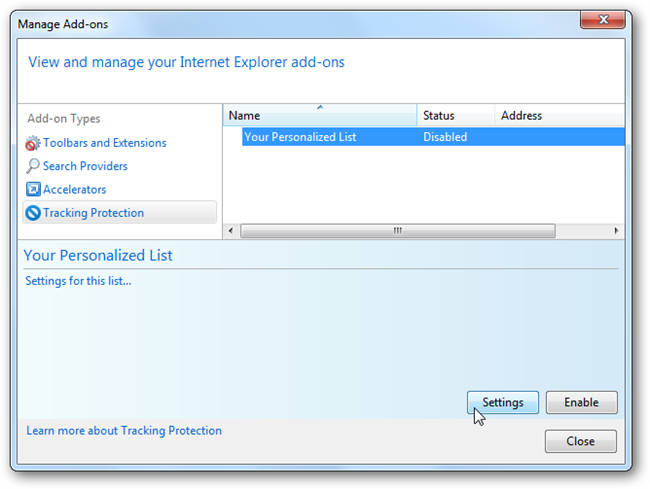 Manage Add-ons
View and manage your Internet Explorer add-ons
Add-on Types
Toolbars and Extensions
Search Providers
Accelerators
Tracking Protection
Name Status Address
Your Personalized List Disabled
Your Personalized List
Settings for this list...
Settings Enable
Learn more about Tracking Protection
Close